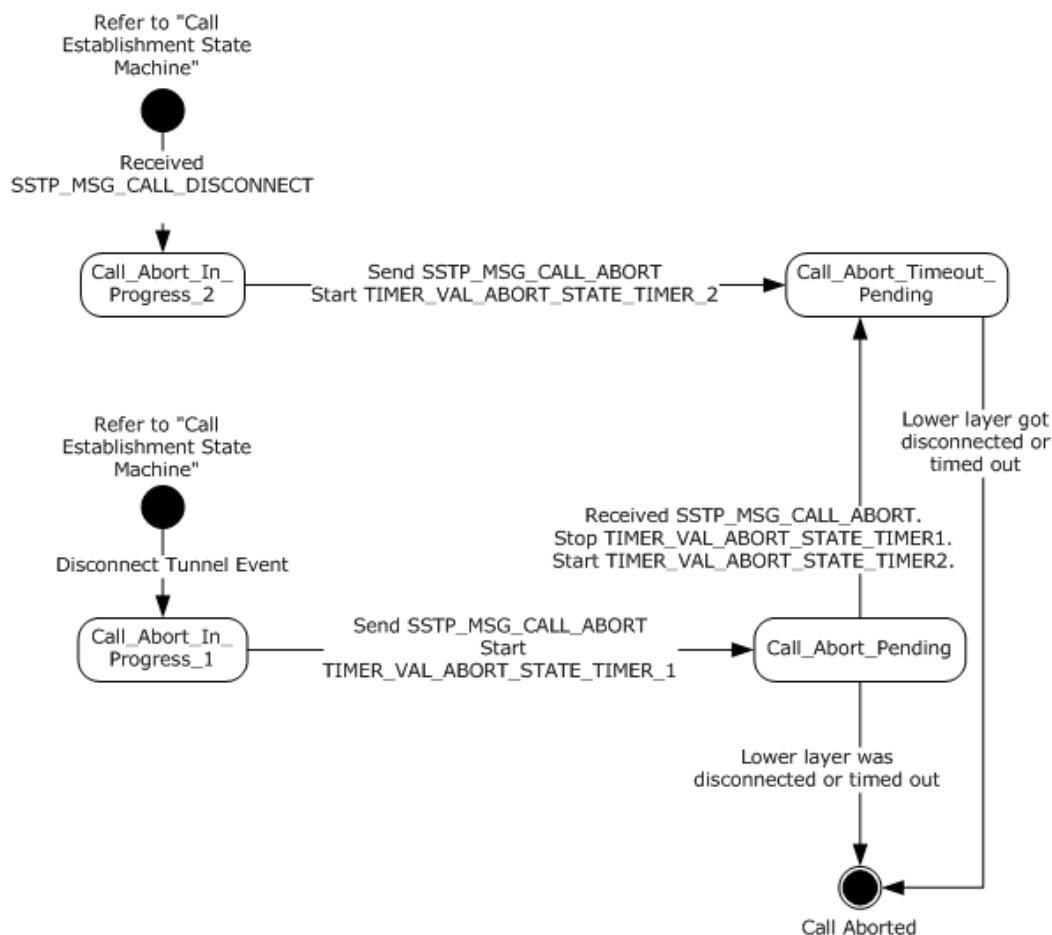 Refer to "Call
Establishment State
Machine"
Received
SSTP_MSG_CALL_DISCONNECT
Call_Abort_In_
Progress_2
Send SSTP_MSG_CALL_ABORT
Start TIMER_VAL_ABORT_STATE_TIMER_2
Call_Abort_Timeout_
Pending
Lower layer got
disconnected or
timed out
Refer to "Call
Establishment State
Machine"
Disconnect Tunnel Event
Received SSTP_MSG_CALL_ABORT.
Stop TIMER_VAL_ABORT_STATE_TIMER1.
Start TIMER_VAL_ABORT_STATE_TIMER2.
Call_Abort_In_
Progress_1
Send SSTP_MSG_CALL_ABORT
Start
TIMER_VAL_ABORT_STATE_TIMER_1
Call_Abort_Pending
Lower layer was
disconnected or timed out
Call Aborted